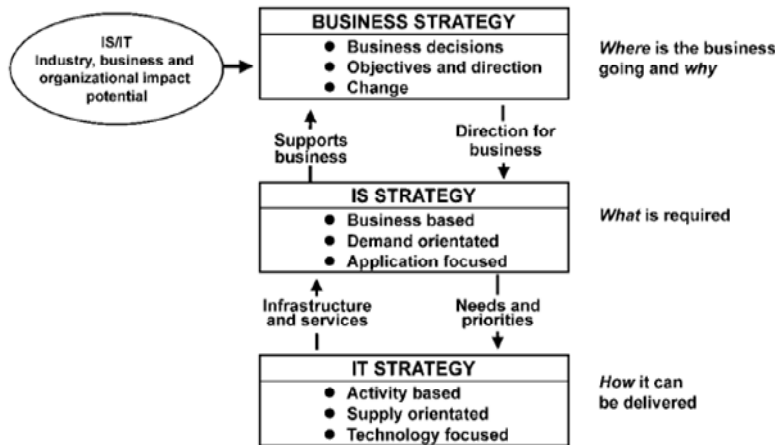 IS/IT
Industry, business and
organizational impact
potential
BUSINESS STRATEGY
● Business decisions
● Objectives and direction
● Change
Where is the business
going and why
Supports
business
Direction for
business
IS STRATEGY
● Business based
● Demand orientated
● Application focused
What is required
Infrastructure
and services
Needs and
priorities
IT STRATEGY
● Activity based
● Supply orientated
● Technology focused
How it can
be delivered